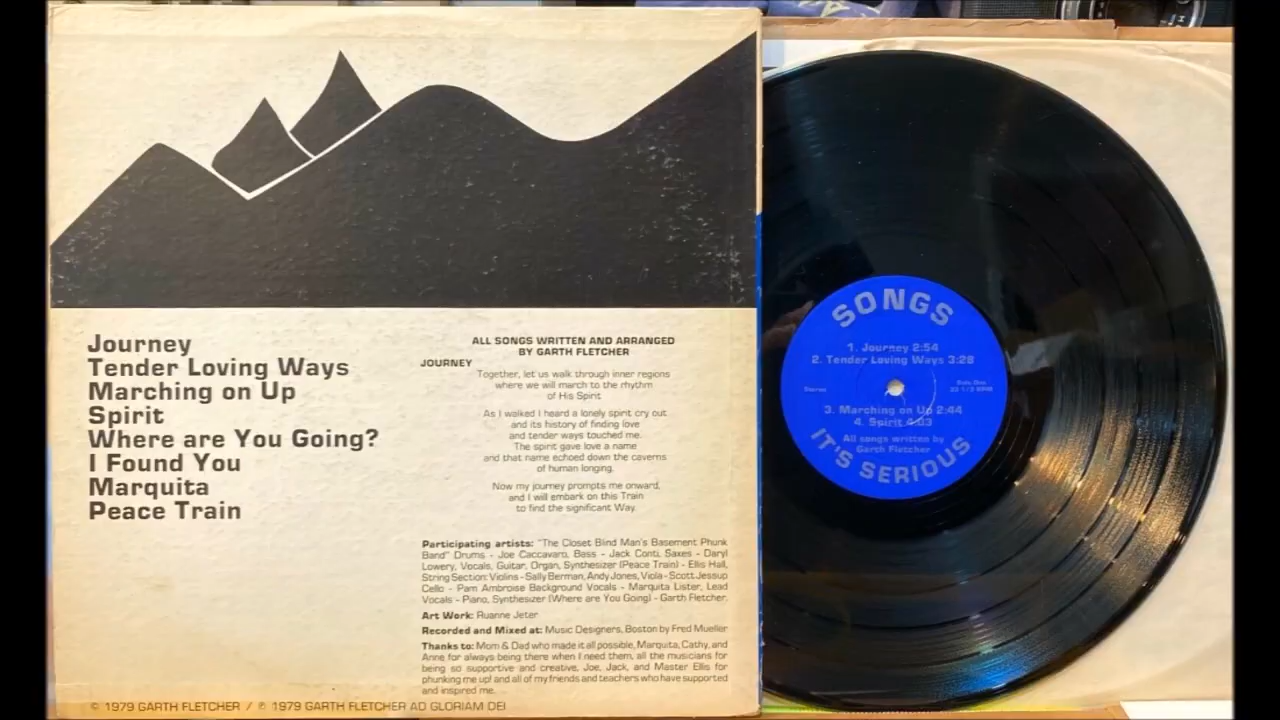 Journey
Tender Loving Ways
Marching on Up
Spirit
Where are You Going?
I Found You
Marquita
Peace Train
ALL SONGS WRITTEN AND ARRANGED
BY GARTH FLETCHER
JOURNEY
Together, let us walk through inner regions
where we will march to the rhythm
of His Spirit
As I walked I heard a lonely spirit cry out
and its history of finding love
and tender ways touched me.
The spirit gave love a name
and that name echoed down the caverns
of human longing.
Now my journey prompts me onward,
and I will embark on this Train
to find the significant Way.
Participating artists: "The Closet Blind Man's Basement Phunk
Band" Drums - Joe Caccavaro, Bass - Jack Conti, Saxes - Daryl
Lowery, Vocals, Guitar, Organ, Synthesizer (Peace Train) - Ellis Hall,
String Section: Violins - Sally Berman, Andy Jones, Viola - Scott Jessup
Cello - Pam Ambroise Background Vocals - Marquita Lister, Lead
Vocals - Piano, Synthesizer (Where are You Going) - Garth Fletcher.
Art Work: Ruanne Jeter
Recorded and Mixed at: Music Designers, Boston by Fred Mueller
Thanks to: Mom & Dad who made it all possible, Marquita, Cathy, and
Anne for always being there when I need them, all the musicians for
being so supportive and creative, Joe, Jack, and Master Ellis for
phunking me up! and all of my friends and teachers who have supported
and inspired me.
© 1979 GARTH FLETCHER / ℗ 1979 GARTH FLETCHER AD GLORIAM DEI
SONGS
1. Journey 2:54
2. Tender Loving Ways 3:28
Stereo
Side One
33 1/3 RPM
3. Marching on Up 2:44
4. Spirit 4:03
All songs written by
Garth Fletcher
IT'S SERIOUS